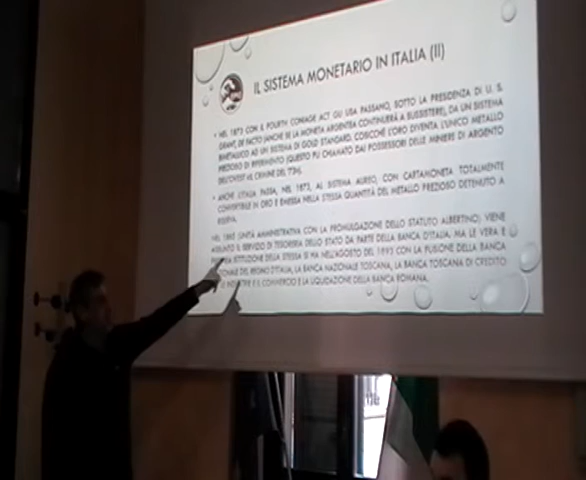 IL SISTEMA MONETARIO IN ITALIA (II)
• NEL 1873 CON IL FOURTH COINAGE ACT GLI USA PASSANO, SOTTO LA PRESIDENZA DI U. S.
GRANT, DE FACTO (ANCHE SE LA MONETA ARGENTEA CONTINUERÀ A SUSSISTERE), DA UN SISTEMA
BIMETALLICO AD UN SISTEMA DI GOLD STANDARD, COSICCHÉ L'ORO DIVENTA L'UNICO METALLO
PREZIOSO DI RIFERIMENTO (QUESTO FU CHIAMATO DAI POSSESSORI DELLE MINIERE DI ARGENTO
DELL'OVEST "IL CRIMINE DEL '73").
• ANCHE L'ITALIA PASSA, NEL 1873, AL SISTEMA AUREO, CON CARTAMONETA TOTALMENTE
CONVERTIBILE IN ORO E EMESSA NELLA STESSA QUANTITÀ DEL METALLO PREZIOSO DETENUTO A
RISERVA.
NEL (UNITÀ AMMINISTRATIVA CON LA PROMULGAZIONE DELLO STATUTO ALBERTINO) VIENE
ASSUNTO IL SERVIZIO DI TESORERIA DELLO STATO DA PARTE DELLA BANCA D'ITALIA, MA LE VERA E
ISTITUZIONE DELLA STESSA SI HA NELL'AGOSTO DEL 1893 CON LA FUSIONE DELLA BANCA
DEL REGNO D'ITALIA, LA BANCA NAZIONALE TOSCANA, LA BANCA TOSCANA DI CREDITO
E IL COMMERCIO E LA LIQUIDAZIONE DELLA BANCA ROMANA.